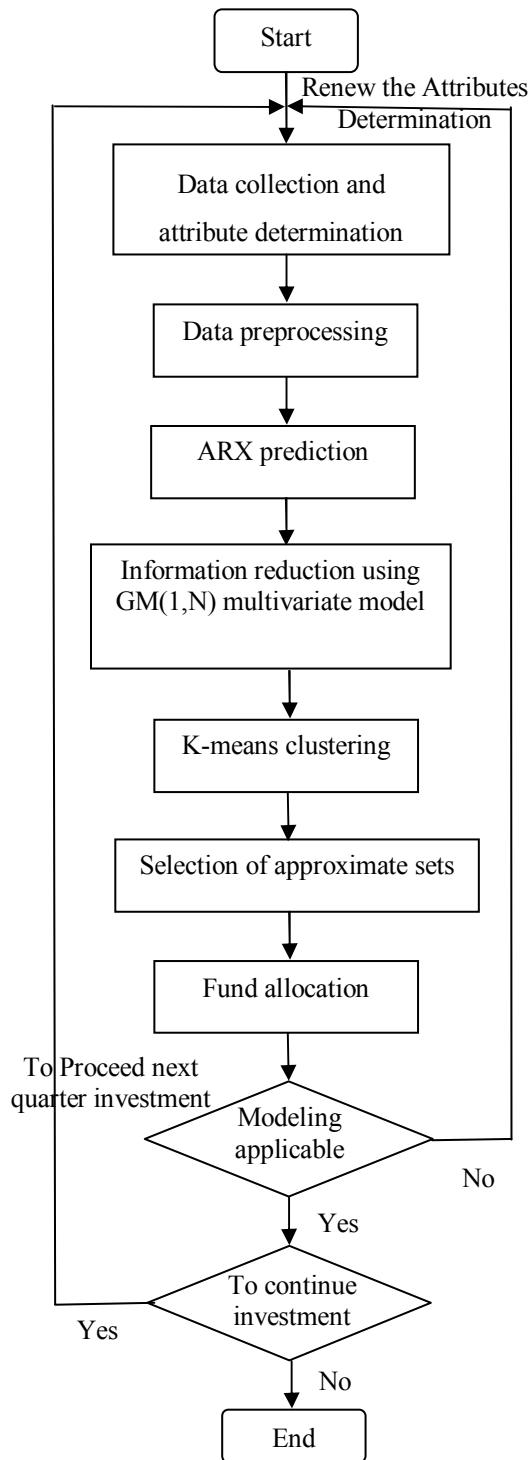 Start
Renew the Attributes
Determination
Data collection and
attribute determination
Data preprocessing
ARX prediction
Information reduction using
GM(1,N) multivariate model
K-means clustering
Selection of approximate sets
Fund allocation
To Proceed next
quarter investment
Modeling
applicable
No
Yes
To continue
investment
Yes
No
End